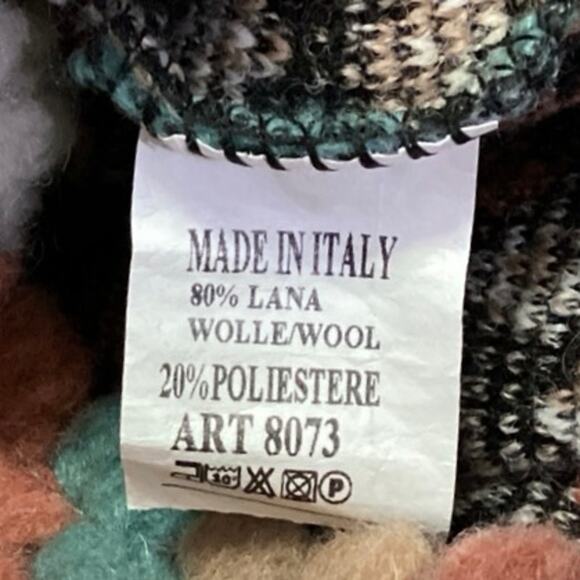 MADE IN ITALY
80% LANA
WOLLE/WOOL
20%POLIESTERE
ART 8073
P